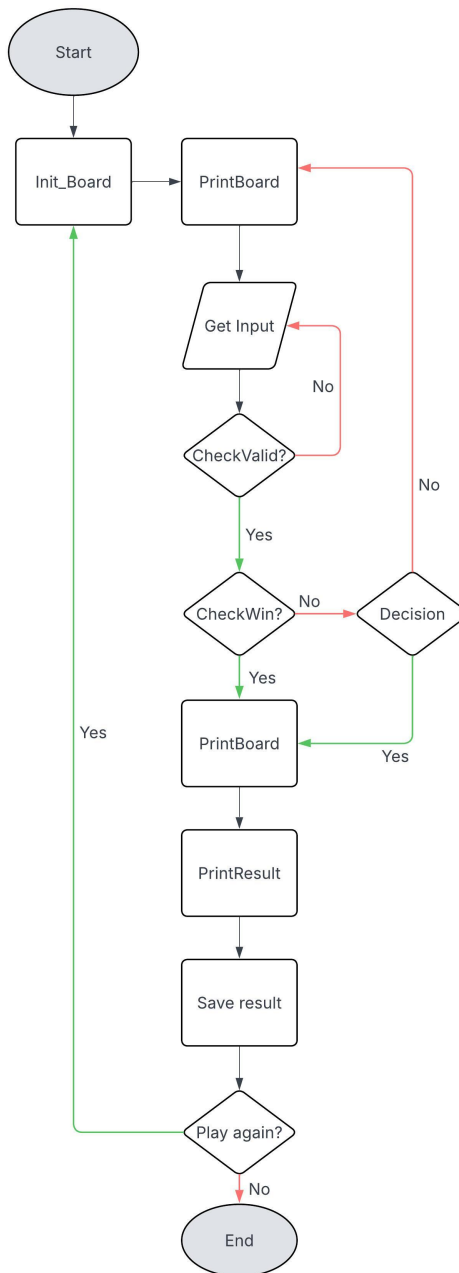 Start
Init_Board
PrintBoard
Get Input
No
CheckValid?
No
Yes
CheckWin?
No
Decision
Yes
PrintBoard
Yes
Yes
PrintResult
Save result
Play again?
No
End